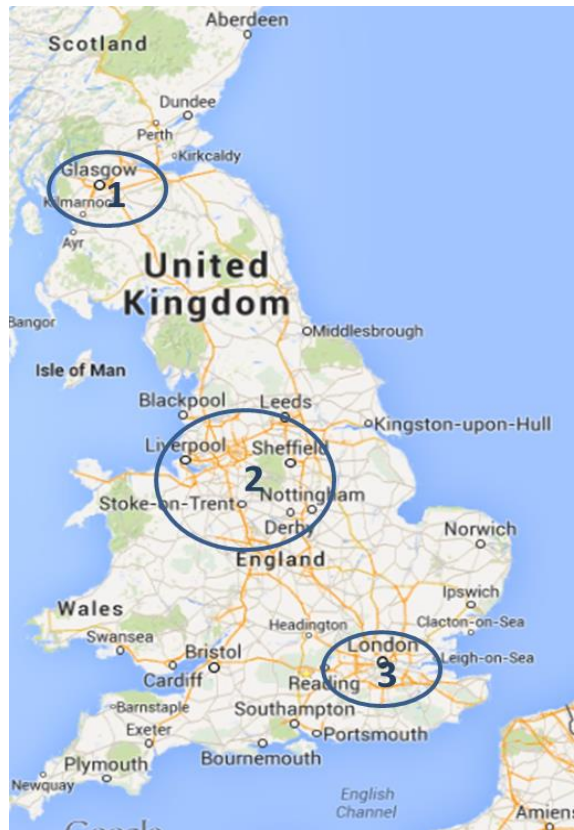 Aberdeen
Scotland
Dundee
Perth
Kirkcaldy
Glasgow
1
Kilmarnoc
Ayr
United
Kingdom
Bangor
Middlesbrough
Isle of Man
Blackpool
Leeds
Kingston-upon-Hull
Liverpool
Sheffield
2
Stoke-on-Trent
Nottingham
Derby
Norwich
England
Ipswich
Wales
Headington
Clacton-on-Sea
Swansea
Bristol
London
Leigh-on-Sea
Cardiff
Reading
3
Barnstaple
Southampton
Exeter
Portsmouth
Bournemouth
Plymouth
Newquay
English
Channel
Amiens
Google